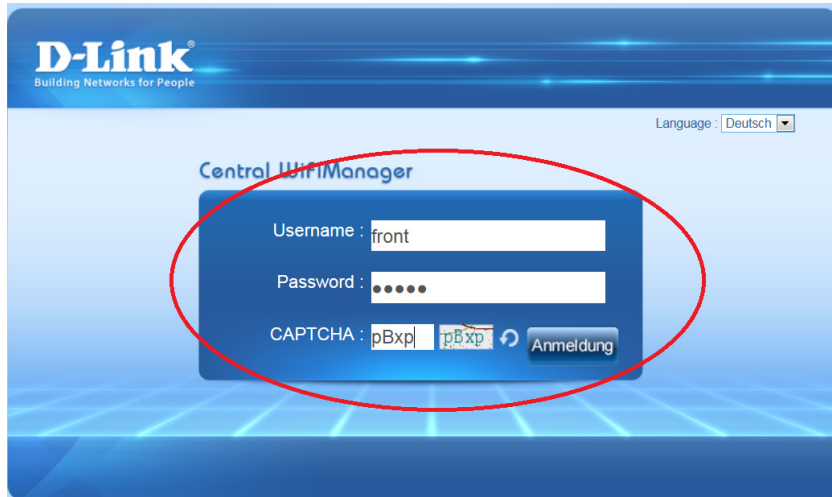 D-Link®
Building Networks for People
Language : Deutsch
Central WiFiManager
Username : front
Password : •••••
CAPTCHA : pBxp pBxp Anmeldung